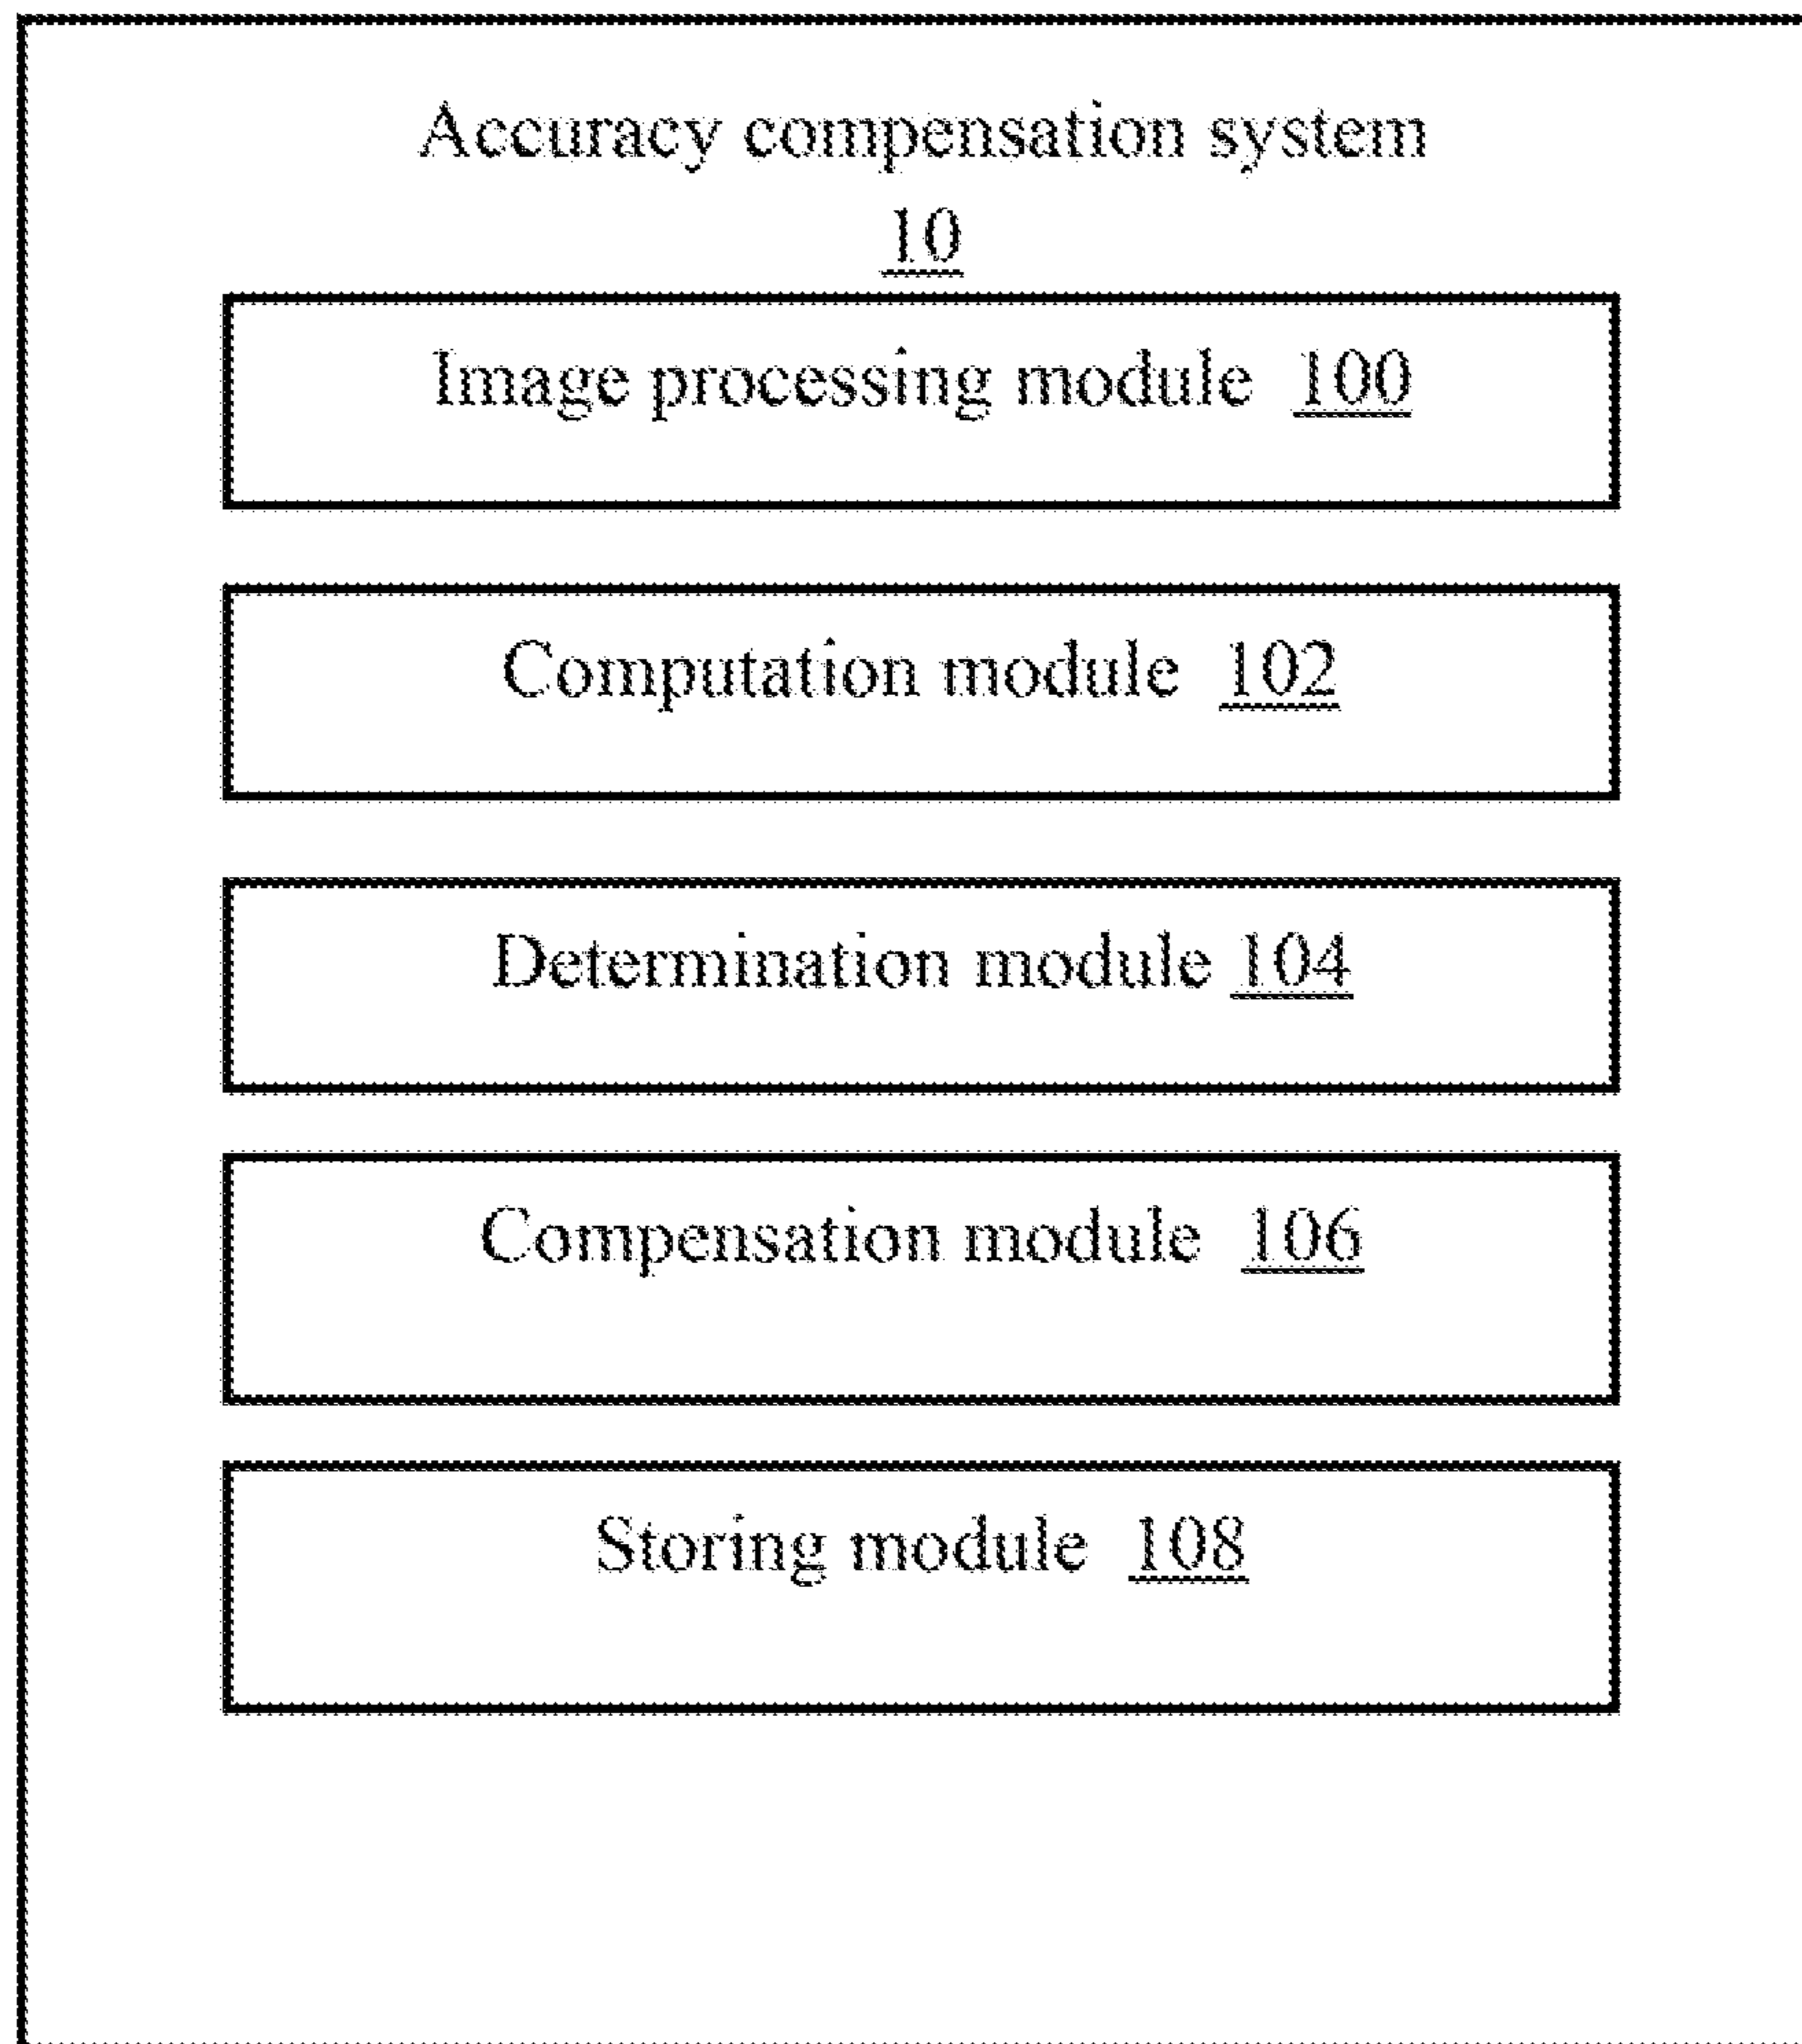 Accuracy compensation system
10
Image processing module 100
Computation module 102
Determination module 104
Compensation module 106
Storing module 108